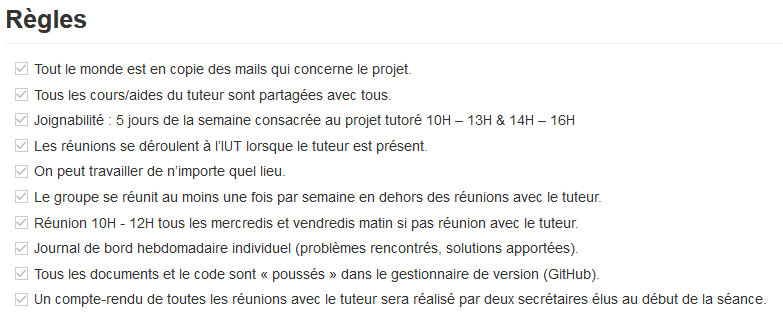 Règles
Tout le monde est en copie des mails qui concerne le projet.
Tous les cours/aides du tuteur sont partagées avec tous.
Joignabilité : 5 jours de la semaine consacrée au projet tutoré 10H – 13H & 14H – 16H
Les réunions se déroulent à l'IUT lorsque le tuteur est présent.
On peut travailler de n'importe quel lieu.
Le groupe se réunit au moins une fois par semaine en dehors des réunions avec le tuteur.
Réunion 10H - 12H tous les mercredis et vendredis matin si pas réunion avec le tuteur.
Journal de bord hebdomadaire individuel (problèmes rencontrés, solutions apportées).
Tous les documents et le code sont « poussés » dans le gestionnaire de version (GitHub).
Un compte-rendu de toutes les réunions avec le tuteur sera réalisé par deux secrétaires élus au début de la séance.